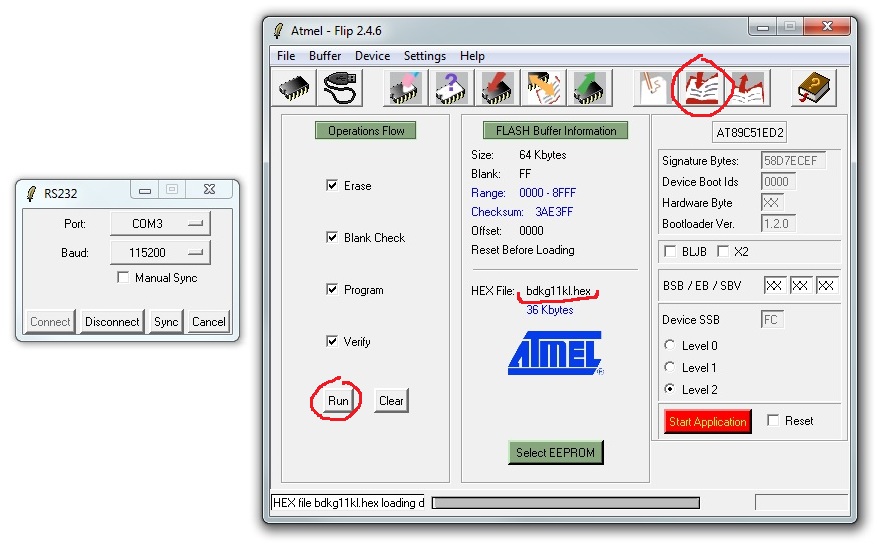 RS232
Port: COM3
Baud: 115200
Manual Sync
Connect Disconnect Sync Cancel
Atmel - Flip 2.4.6
File Buffer Device Settings Help
Operations Flow
Erase
Blank Check
Program
Verify
Run Clear
FLASH Buffer Information
Size: 64 Kbytes
Blank: FF
Range: 0000 - 8FFF
Checksum: 3AE3FF
Offset: 0000
Reset Before Loading
HEX File: bdkg11kl.hex
36 Kbytes
ATMEL®
Select EEPROM
AT89C51ED2
Signature Bytes: 58D7ECEF
Device Boot Ids 0000
Hardware Byte XX
Bootloader Ver. 1.2.0
BLJB X2
BSB / EB / SBV XX XX XX
Device SSB FC
Level 0
Level 1
Level 2
Start Application Reset
HEX file bdkg11kl.hex loading d